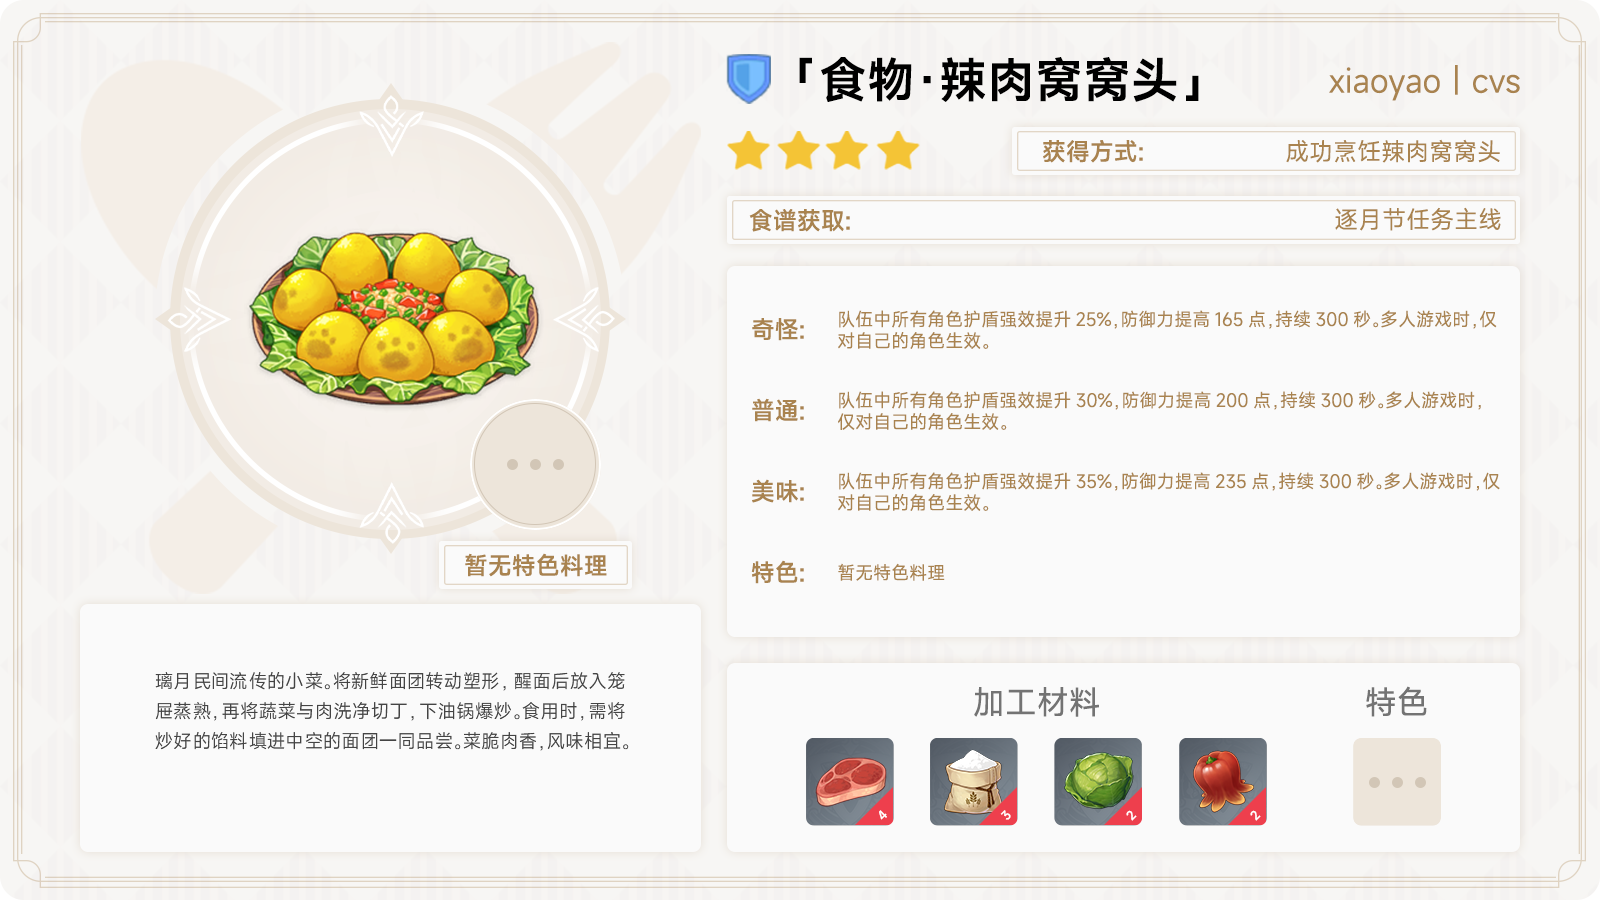 「食物·辣肉窝窝头」
xiaoyao | cvs
获得方式:
成功烹饪辣肉窝窝头
食谱获取:
逐月节任务主线
奇怪:
队伍中所有角色护盾强效提升 25%,防御力提高 165 点,持续 300 秒。多人游戏时,仅
对自己的角色生效。
普通:
队伍中所有角色护盾强效提升 30%,防御力提高 200 点,持续 300 秒。多人游戏时,
仅对自己的角色生效。
美味:
队伍中所有角色护盾强效提升 35%,防御力提高 235 点,持续 300 秒。多人游戏时,仅
对自己的角色生效。
特色:
暂无特色料理
暂无特色料理
璃月民间流传的小菜。将新鲜面团转动塑形, 醒面后放入笼
屉蒸熟,再将蔬菜与肉洗净切丁,下油锅爆炒。食用时,需将
炒好的馅料填进中空的面团一同品尝。菜脆肉香,风味相宜。
加工材料
特色
4
3
2
2